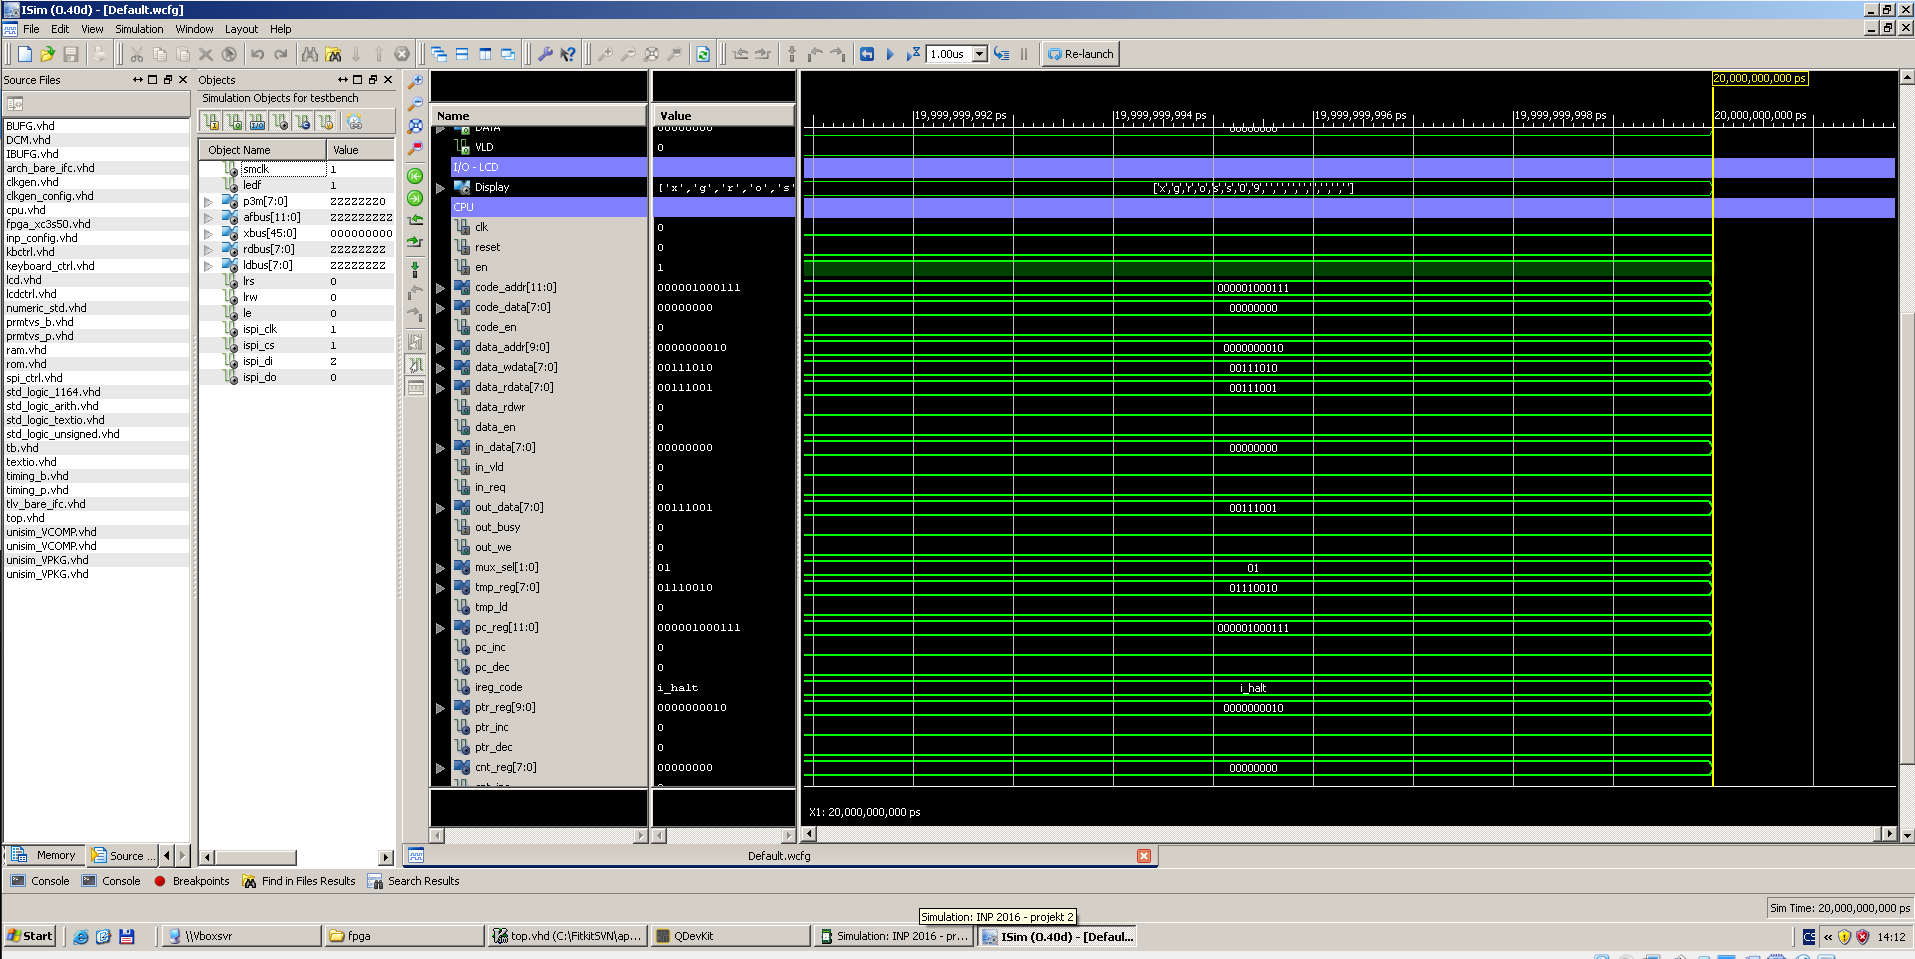 ISim (O.40d) - [Default.wcfg]
File Edit View Simulation Window Layout Help
1.00us Re-launch
Source Files
BUFG.vhd
DCM.vhd
IBUFG.vhd
arch_bare_ifc.vhd
clkgen.vhd
clkgen_config.vhd
cpu.vhd
fpga_xc3s50.vhd
inp_config.vhd
kbctrl.vhd
keyboard_ctrl.vhd
lcd.vhd
lcdctrl.vhd
numeric_std.vhd
prmtvs_b.vhd
prmtvs_p.vhd
ram.vhd
rom.vhd
spi_ctrl.vhd
std_logic_1164.vhd
std_logic_arith.vhd
std_logic_textio.vhd
std_logic_unsigned.vhd
tb.vhd
textio.vhd
timing_b.vhd
timing_p.vhd
tlv_bare_ifc.vhd
top.vhd
unisim_VCOMP.vhd
unisim_VCOMP.vhd
unisim_VPKG.vhd
unisim_VPKG.vhd
Memory Source ...
Objects
Simulation Objects for testbench
Object Name Value
smclk 1
ledf 1
p3m[7:0] ZZZZZZZ0
afbus[11:0] ZZZZZZZZZ
xbus[45:0] 000000000
rdbus[7:0] ZZZZZZZZ
ldbus[7:0] ZZZZZZZZ
lrs 0
lrw 0
le 0
ispi_clk 1
ispi_cs 1
ispi_di Z
ispi_do 0
20,000,000,000 ps
Name Value 19,999,999,992 ps 19,999,999,994 ps 19,999,999,996 ps 19,999,999,998 ps 20,000,000,000 ps
DATA 00000000 00000000
VLD 0
I/O - LCD
Display ['x','g','r','o','s' ['x','g','r','o','s','s','0','9',' ',' ',' ',' ',' ',' ',' ',' ']
CPU
clk 0
reset 0
en 1
code_addr[11:0] 000001000111 000001000111
code_data[7:0] 00000000 00000000
code_en 0
data_addr[9:0] 0000000010 0000000010
data_wdata[7:0] 00111010 00111010
data_rdata[7:0] 00111001 00111001
data_rdwr 0
data_en 0
in_data[7:0] 00000000 00000000
in_vld 0
in_req 0
out_data[7:0] 00111001 00111001
out_busy 0
out_we 0
mux_sel[1:0] 01 01
tmp_reg[7:0] 01110010 01110010
tmp_ld 0
pc_reg[11:0] 000001000111 000001000111
pc_inc 0
pc_dec 0
ireg_code i_halt i_halt
ptr_reg[9:0] 0000000010 0000000010
ptr_inc 0
ptr_dec 0
cnt_reg[7:0] 00000000 00000000
X1: 20,000,000,000 ps
Default.wcfg
Console Console Breakpoints Find in Files Results Search Results
Simulation: INP 2016 - projekt 2
Sim Time: 20,000,000,000 ps
Start \\Vboxsvr fpga top.vhd (C:\FitkitSVN\ap... QDevKit Simulation: INP 2016 - pr... ISim (O.40d) - [Defaul... CS « 14:12